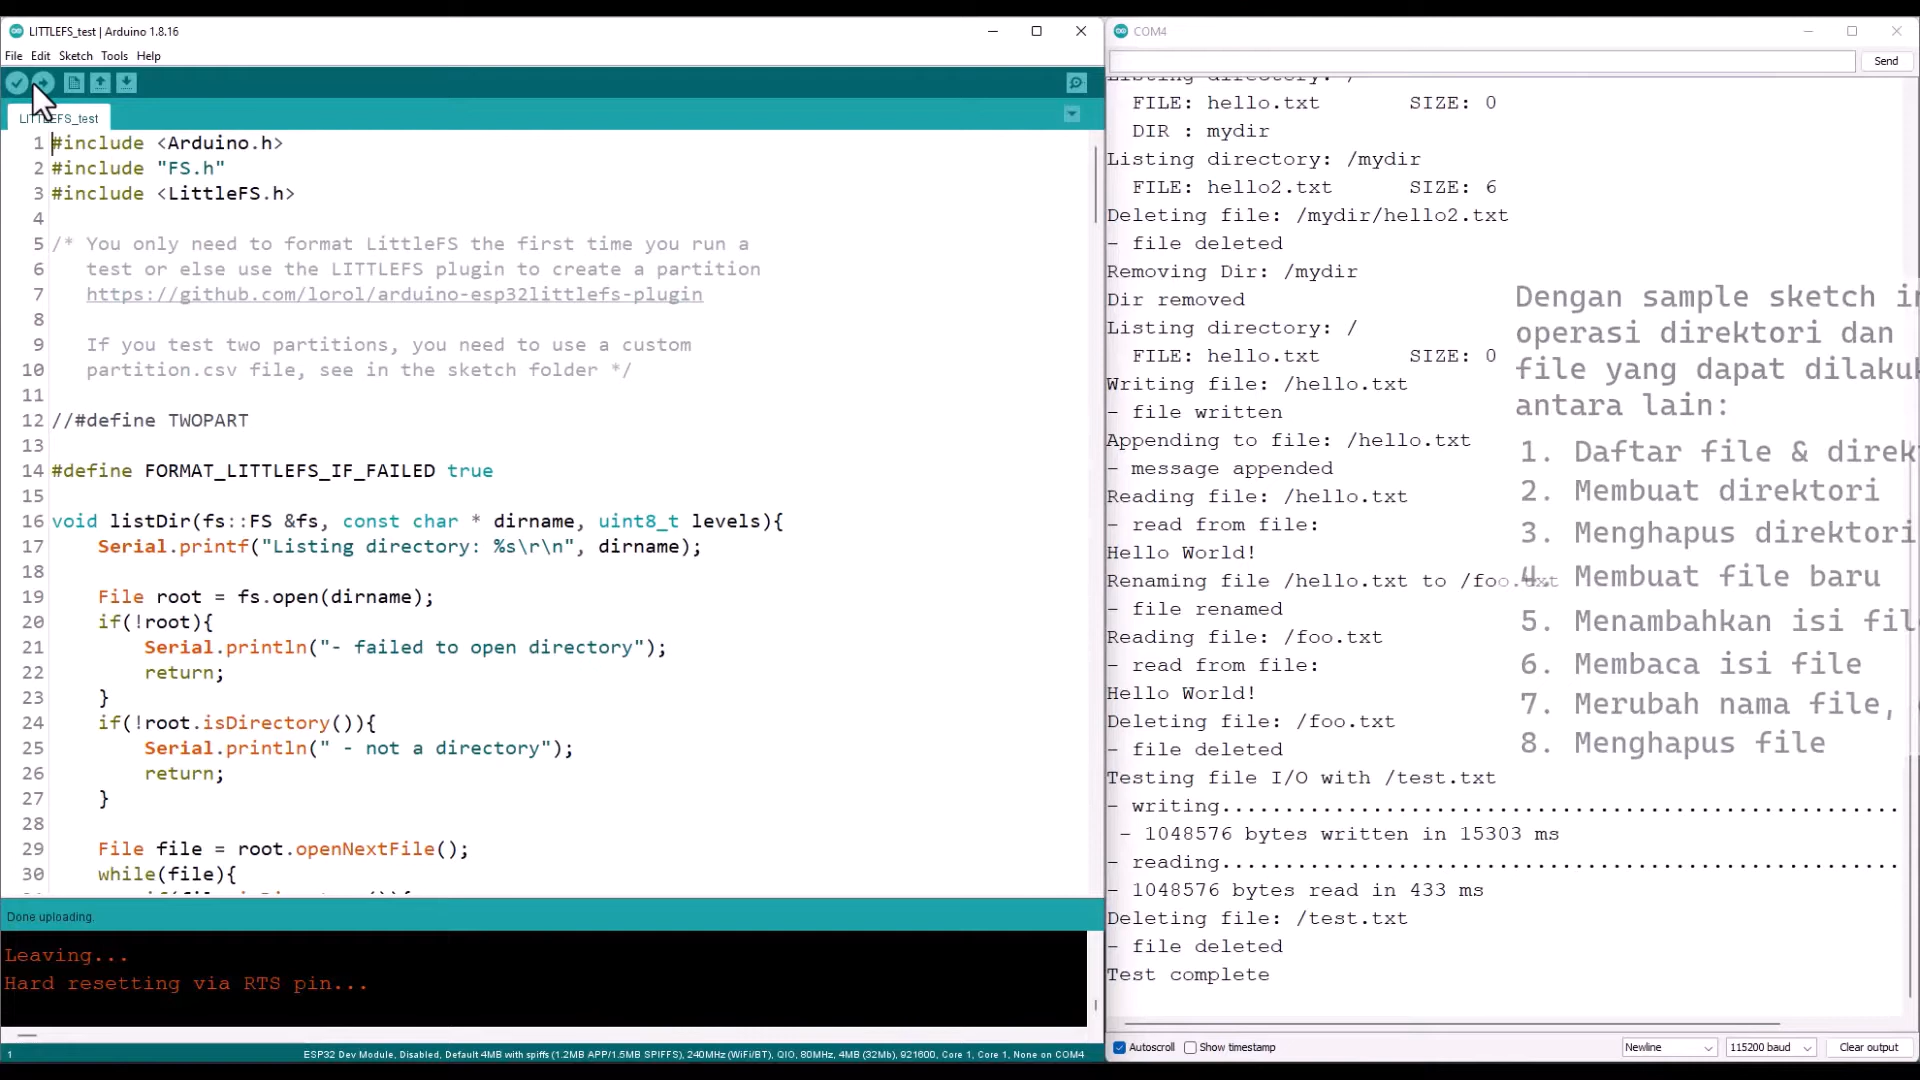 LITTLEFS_test | Arduino 1.8.16
File Edit Sketch Tools Help
LITTLEFS_test
1 #include <Arduino.h>
2 #include "FS.h"
3 #include <LittleFS.h>
4
5 /* You only need to format LittleFS the first time you run a
6 test or else use the LITTLEFS plugin to create a partition
7 https://github.com/lorol/arduino-esp32littlefs-plugin
8
9 If you test two partitions, you need to use a custom
10 partition.csv file, see in the sketch folder */
11
12 //#define TWOPART
13
14 #define FORMAT_LITTLEFS_IF_FAILED true
15
16 void listDir(fs::FS &fs, const char * dirname, uint8_t levels){
17 Serial.printf("Listing directory: %s\r\n", dirname);
18
19 File root = fs.open(dirname);
20 if(!root){
21 Serial.println("- failed to open directory");
22 return;
23 }
24 if(!root.isDirectory()){
25 Serial.println(" - not a directory");
26 return;
27 }
28
29 File file = root.openNextFile();
30 while(file){
Done uploading.
Leaving...
Hard resetting via RTS pin...
1 ESP32 Dev Module, Disabled, Default 4MB with spiffs (1.2MB APP/1.5MB SPIFFS), 240MHz (WiFi/BT), QIO, 80MHz, 4MB (32Mb), 921600, Core 1, Core 1, None on COM4
COM4
Send
Listing directory: /
FILE: hello.txt SIZE: 0
DIR : mydir
Listing directory: /mydir
FILE: hello2.txt SIZE: 6
Deleting file: /mydir/hello2.txt
- file deleted
Removing Dir: /mydir
Dir removed
Listing directory: /
FILE: hello.txt SIZE: 0
Writing file: /hello.txt
- file written
Appending to file: /hello.txt
- message appended
Reading file: /hello.txt
- read from file:
Hello World!
Renaming file /hello.txt to /foo.txt
- file renamed
Reading file: /foo.txt
- read from file:
Hello World!
Deleting file: /foo.txt
- file deleted
Testing file I/O with /test.txt
- writing......................................................
- 1048576 bytes written in 15303 ms
- reading......................................................
- 1048576 bytes read in 433 ms
Deleting file: /test.txt
- file deleted
Test complete
Autoscroll Show timestamp Newline 115200 baud Clear output
Dengan sample sketch
operasi direktori dan
file yang dapat
antara lain:
1. Daftar file &
2. Membuat direktori
3. Menghapus direktori
4. Membuat file baru
5. Menambahkan isi
6. Membaca isi file
7. Merubah nama file,
8. Menghapus file